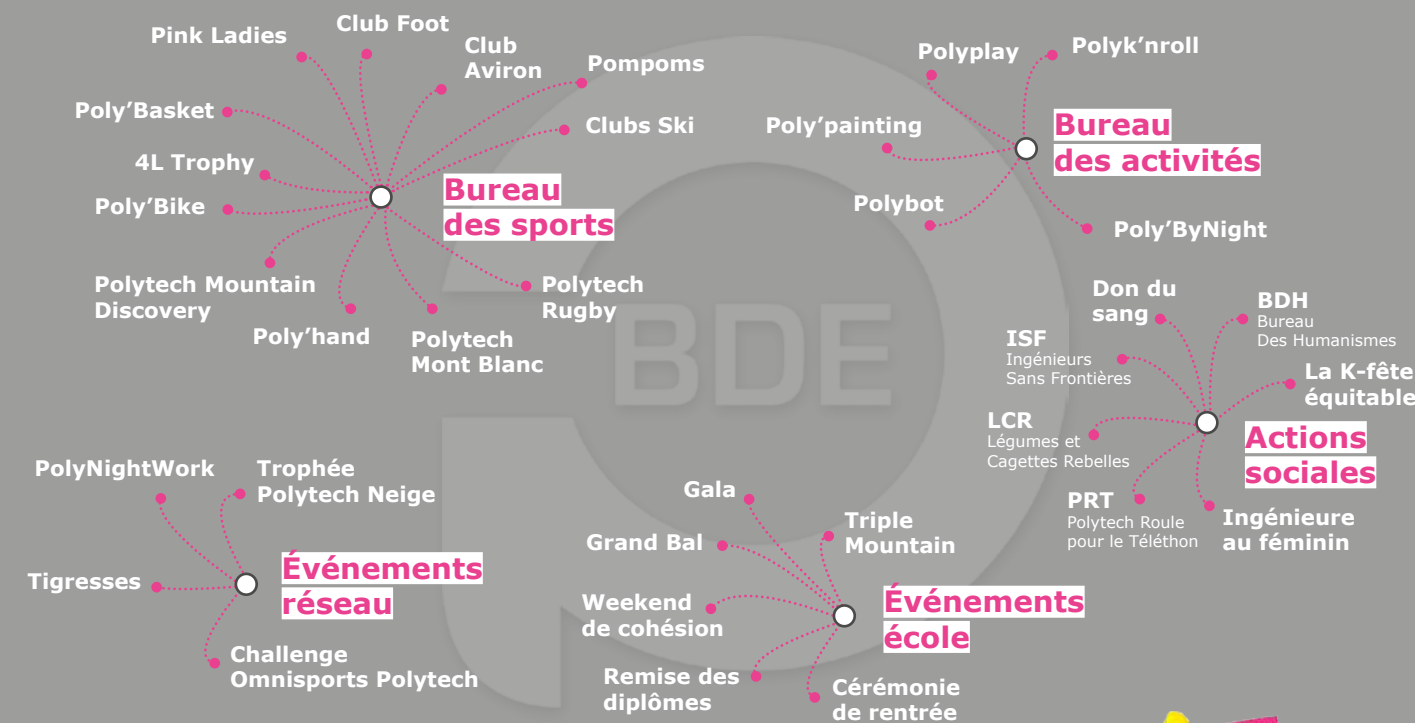 Pink Ladies
Club Foot
Club
Aviron
Pompoms
Poly'Basket
Clubs Ski
4L Trophy
Poly'Bike
Bureau
des sports
Polytech Mountain
Discovery
Poly'hand
Polytech
Mont Blanc
Polytech
Rugby
Polyplay
Polyk'nroll
Poly'painting
Bureau
des activités
Polybot
Poly'ByNight
BDE
Don du
sang
BDH
Bureau
Des Humanismes
ISF
Ingénieurs
Sans Frontières
La K-fête
équitable
LCR
Légumes et
Cagettes Rebelles
Actions
sociales
PRT
Polytech Roule
pour le Téléthon
Ingénieure
au féminin
PolyNightWork
Trophée
Polytech Neige
Tigresses
Événements
réseau
Challenge
Omnisports Polytech
Gala
Grand Bal
Triple
Mountain
Weekend
de cohésion
Événements
école
Remise des
diplômes
Cérémonie
de rentrée